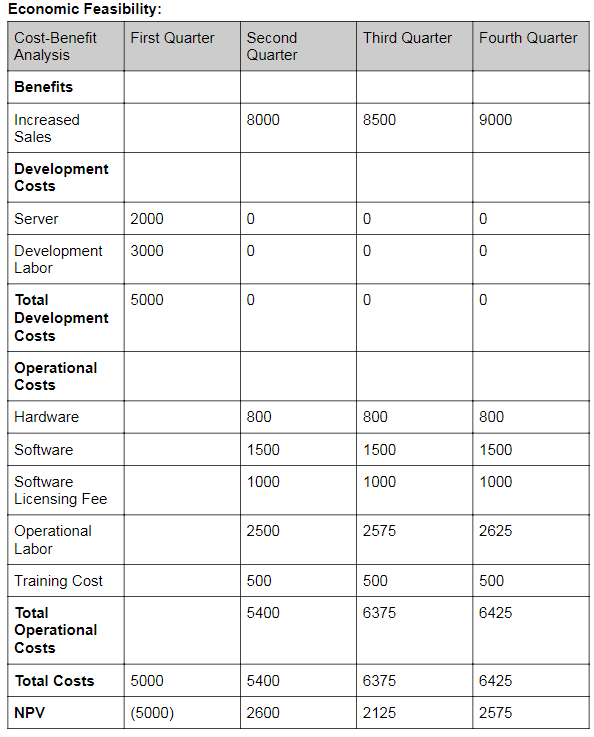 Economic Feasibility:
Cost-Benefit Analysis First Quarter Second Quarter Third Quarter Fourth Quarter
Benefits
Increased Sales 8000 8500 9000
Development Costs
Server 2000 0 0 0
Development Labor 3000 0 0 0
Total Development Costs 5000 0 0 0
Operational Costs
Hardware 800 800 800
Software 1500 1500 1500
Software Licensing Fee 1000 1000 1000
Operational Labor 2500 2575 2625
Training Cost 500 500 500
Total Operational Costs 5400 6375 6425
Total Costs 5000 5400 6375 6425
NPV (5000) 2600 2125 2575